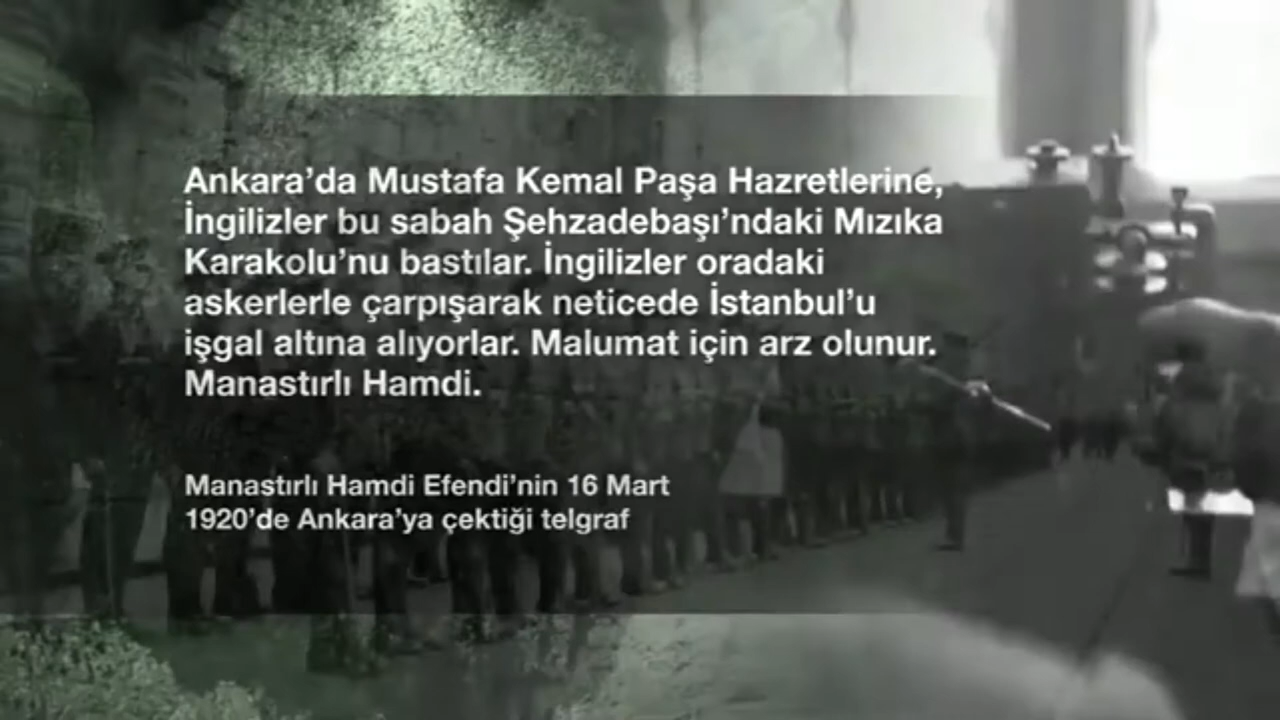 Ankara'da Mustafa Kemal Paşa Hazretlerine,
İngilizler bu sabah Şehzadebaşı'ndaki Mızıka
Karakolu'nu bastılar. İngilizler oradaki
askerlerle çarpışarak neticede İstanbul'u
işgal altına alıyorlar. Malumat için arz olunur.
Manastırlı Hamdi.
Manastırlı Hamdi Efendi'nin 16 Mart
1920'de Ankara'ya çektiği telgraf